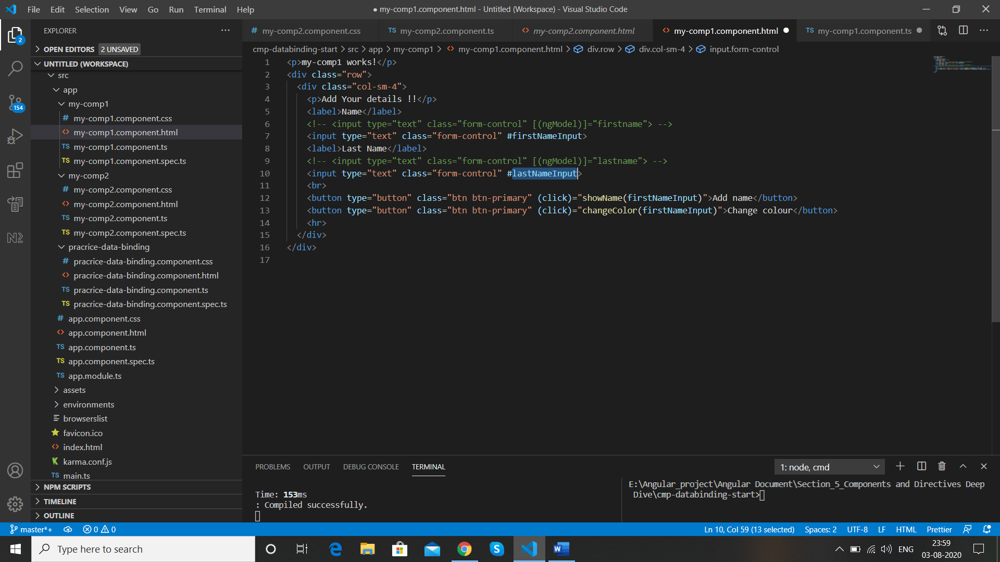 File Edit Selection View Go Run Terminal Help
● my-comp1.component.html - Untitled (Workspace) - Visual Studio Code
EXPLORER
2
OPEN EDITORS 2 UNSAVED
UNTITLED (WORKSPACE)
src
app
my-comp1
# my-comp1.component.css
154
<> my-comp1.component.html
TS my-comp1.component.ts
TS my-comp1.component.spec.ts
my-comp2
# my-comp2.component.css
<> my-comp2.component.html
TS my-comp2.component.ts
TS my-comp2.component.spec.ts
pracrice-data-binding
# pracrice-data-binding.component.css
<> pracrice-data-binding.component.html
TS pracrice-data-binding.component.ts
TS pracrice-data-binding.component.spec.ts
# app.component.css
<> app.component.html
TS app.component.ts
TS app.component.spec.ts
TS app.module.ts
assets
environments
browserslist
favicon.ico
<> index.html
K karma.conf.js
TS main.ts
NPM SCRIPTS
TIMELINE
OUTLINE
# my-comp2.component.css TS my-comp2.component.ts <> my-comp2.component.html <> my-comp1.component.html ● TS my-comp1.component.ts ●
cmp-databinding-start > src > app > my-comp1 > <> my-comp1.component.html > div.row > div.col-sm-4 > input.form-control
1 <p>my-comp1 works!</p>
2 <div class="row">
3 <div class="col-sm-4">
4 <p>Add Your details !!</p>
5 <label>Name</label>
6 <!-- <input type="text" class="form-control" [(ngModel)]="firstname"> -->
7 <input type="text" class="form-control" #firstNameInput>
8 <label>Last Name</label>
9 <!-- <input type="text" class="form-control" [(ngModel)]="lastname"> -->
10 <input type="text" class="form-control" #lastNameInput>
11 <br>
12 <button type="button" class="btn btn-primary" (click)="showName(firstNameInput)">Add name</button>
13 <button type="button" class="btn btn-primary" (click)="changeColor(firstNameInput)">Change colour</button>
14 <hr>
15 </div>
16 </div>
17
PROBLEMS OUTPUT DEBUG CONSOLE TERMINAL
1: node, cmd
Time: 153ms
: Compiled successfully.
E:\Angular_project\Angular Document\Section_5_Components and Directives Deep
Dive\cmp-databinding-start>
master*+ 0 0
Ln 10, Col 59 (13 selected) Spaces: 2 UTF-8 LF HTML Prettier
Type here to search
ENG
23:59
03-08-2020